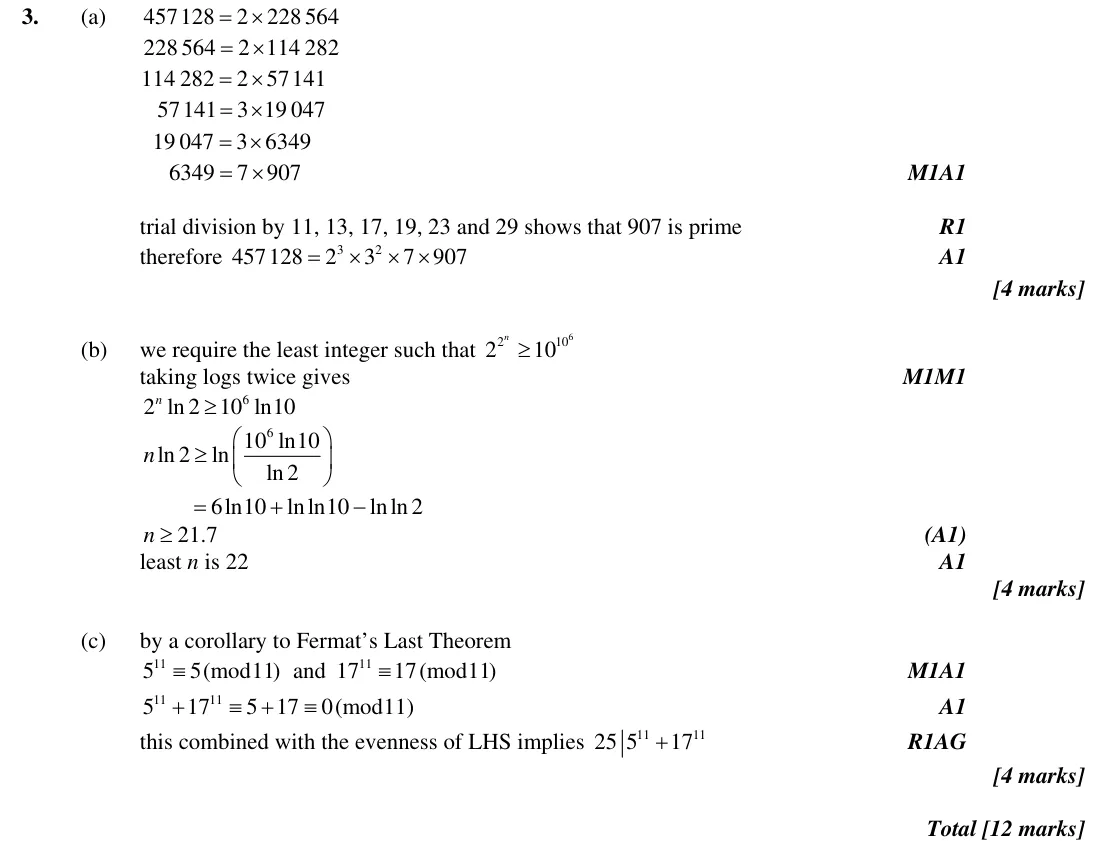 3. (a) 457 128 = 2 × 228 564
228 564 = 2 × 114 282
114 282 = 2 × 57 141
57 141 = 3 × 19 047
19 047 = 3 × 6349
6349 = 7 × 907 M1A1
trial division by 11, 13, 17, 19, 23 and 29 shows that 907 is prime R1
therefore 457 128 = 2³ × 3² × 7 × 907 A1
[4 marks]
(b) we require the least integer such that 2^{2^n} ≥ 10^{10^6}
taking logs twice gives M1M1
2^n ln 2 ≥ 10^6 ln 10
n ln 2 ≥ ln(10^6 ln 10 / ln 2)
= 6 ln 10 + ln ln 10 − ln ln 2
n ≥ 21.7 (A1)
least n is 22 A1
[4 marks]
(c) by a corollary to Fermat's Last Theorem
5^{11} ≡ 5 (mod 11) and 17^{11} ≡ 17 (mod 11) M1A1
5^{11} + 17^{11} ≡ 5 + 17 ≡ 0 (mod 11) A1
this combined with the evenness of LHS implies 25 | 5^{11} + 17^{11} R1AG
[4 marks]
Total [12 marks]